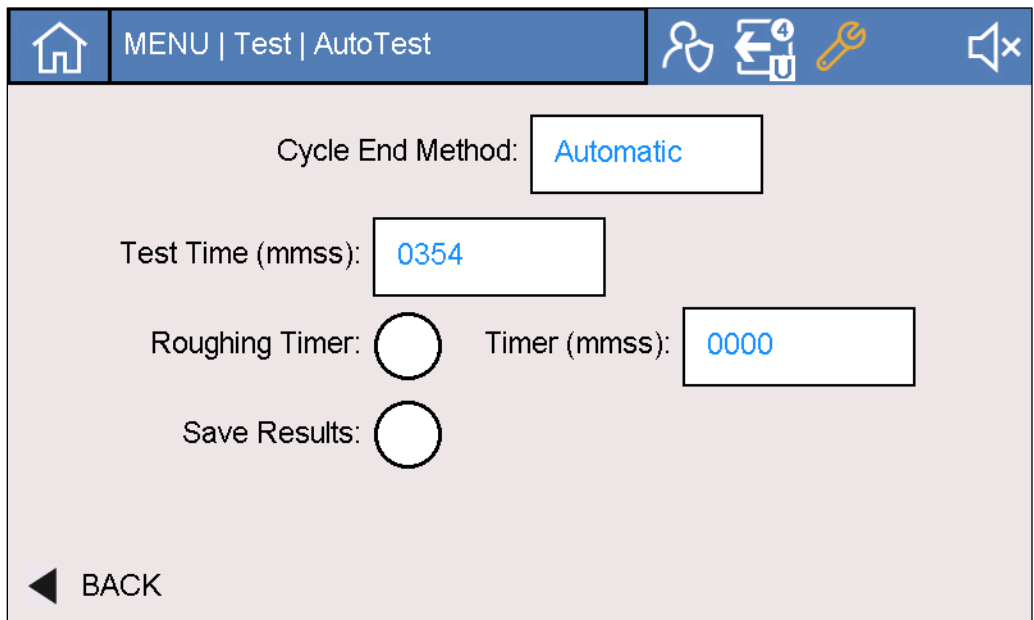 MENU | Test | AutoTest
4
U
Cycle End Method: Automatic
Test Time (mmss): 0354
Roughing Timer: Timer (mmss): 0000
Save Results:
BACK